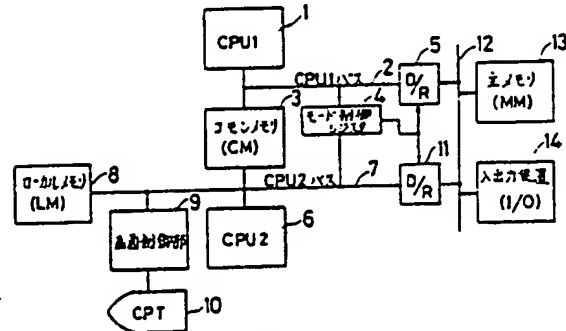 1
CPU1
5
12
13
CPU1バス
2
D/R
主メモリ
(MM)
3
4
コモンメモリ
(CM)
モード制御
レジスタ
11
14
ローカルメモリ
(LM)
8
CPU2バス
7
D/R
入出力装置
(I/O)
9
画面制御部
CPU2
6
CPT
10